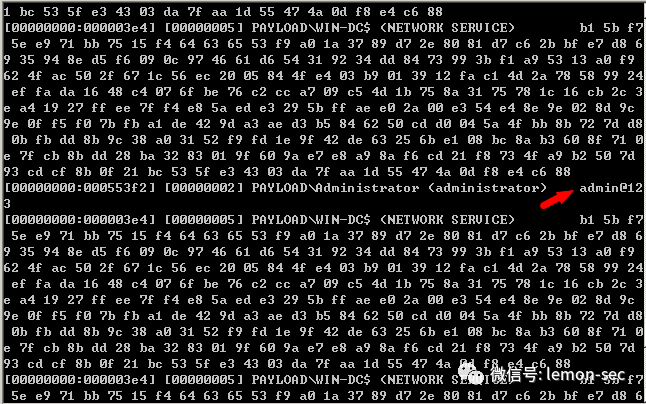 1 bc 53 5f e3 43 03 da 7f aa 1d 55 47 4a 0d f8 e4 c6 88
[00000000:000003e4] [00000005] PAYLOAD\WIN-DC$ (NETWORK SERVICE) b1 5b f7
5e e9 71 bb 75 15 f4 64 63 65 53 f9 a0 1a 37 89 d7 2e 80 81 d7 c6 2b bf e7 d8 6
9 35 94 8e d5 f6 09 0c 97 46 61 d6 54 31 92 34 dd 84 73 99 3b f1 a9 53 13 a0 f9
62 4f ac 50 2f 67 1c 56 ec 20 05 84 4f e4 03 b9 01 39 12 fa c1 4d 2a 78 58 99 24
ef fa da 16 48 c4 07 6f be 76 c2 cc a7 09 c5 4d 1b 75 8a 31 75 78 1c 16 cb 2c 3
e a4 19 27 ff ee 7f f4 e8 5a ed e3 29 5b ff ae e0 2a 00 e3 54 e4 8e 9e 02 8d 9c
9e 0f f5 f0 7b fb a1 de 42 9d a3 ae d3 b5 84 62 50 cd d0 04 5a 4f bb 8b 72 7d d8
0b fb dd 8b 9c 38 a0 31 52 f9 fd 1e 9f 42 de 63 25 6b e1 08 bc 8a b3 60 8f 71 0
e 7f cb 8b dd 28 ba 32 83 01 9f 60 9a e7 e9 a8 9a f6 cd 21 f8 73 4f a9 b2 50 7d
93 cd cf 8b 0f 21 bc 53 5f e3 43 03 da 7f aa 1d 55 47 4a 0d f8 e4 c6 88
[00000000:000553f2] [00000002] PAYLOAD\Administrator (administrator) admin@12
3
[00000000:000003e4] [00000005] PAYLOAD\WIN-DC$ (NETWORK SERVICE) b1 5b f7
5e e9 71 bb 75 15 f4 64 63 65 53 f9 a0 1a 37 89 d7 2e 80 81 d7 c6 2b bf e7 d8 6
9 35 94 8e d5 f6 09 0c 97 46 61 d6 54 31 92 34 dd 84 73 99 3b f1 a9 53 13 a0 f9
62 4f ac 50 2f 67 1c 56 ec 20 05 84 4f e4 03 b9 01 39 12 fa c1 4d 2a 78 58 99 24
ef fa da 16 48 c4 07 6f be 76 c2 cc a7 09 c5 4d 1b 75 8a 31 75 78 1c 16 cb 2c 3
e a4 19 27 ff ee 7f f4 e8 5a ed e3 29 5b ff ae e0 2a 00 e3 54 e4 8e 9e 02 8d 9c
9e 0f f5 f0 7b fb a1 de 42 9d a3 ae d3 b5 84 62 50 cd d0 04 5a 4f bb 8b 72 7d d8
0b fb dd 8b 9c 38 a0 31 52 f9 fd 1e 9f 42 de 63 25 6b e1 08 bc 8a b3 60 8f 71 0
e 7f cb 8b dd 28 ba 32 83 01 9f 60 9a e7 e9 a8 9a f6 cd 21 f8 73 4f a9 b2 50 7d
93 cd cf 8b 0f 21 bc 53 5f e3 43 03 da 7f aa 1d 55 47 4a 0d f8 e4 c6 88
微信号: lemon-sec
[00000000:000003e4] [00000005] PAYLOAD\WIN-DC$ (NETWORK SERVICE) b1 5b f7
5e e9 71 bb 75 15 f4 64 63 65 53 f9 a0 1a 37 89 d7 2e 80 81 d7 c6 2b bf e7 d8 6